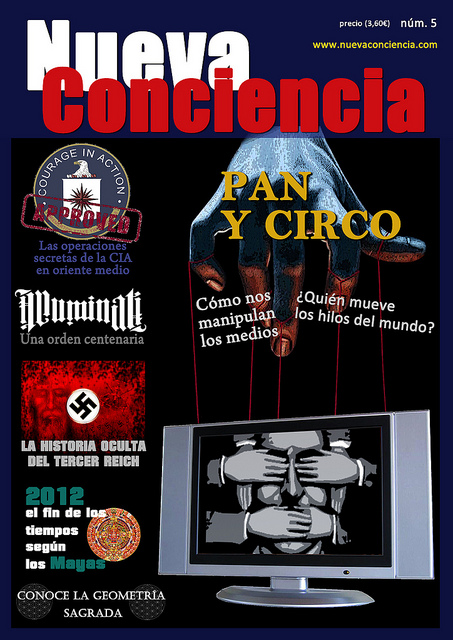 precio (3,60€) núm. 5
www.nuevaconciencia.com
Nueva
Conciencia
COURAGE IN ACTION
APPROVED
Las operaciones
secretas de la CIA
en oriente medio
Illuminati
Una orden centenaria
LA HISTORIA OCULTA
DEL TERCER REICH
2012
el fin de los
tiempos
según
los Mayas
CONOCE LA GEOMETRÍA
SAGRADA
PAN
Y CIRCO
Cómo nos
manipulan
los medios
¿Quién mueve
los hilos del mundo?